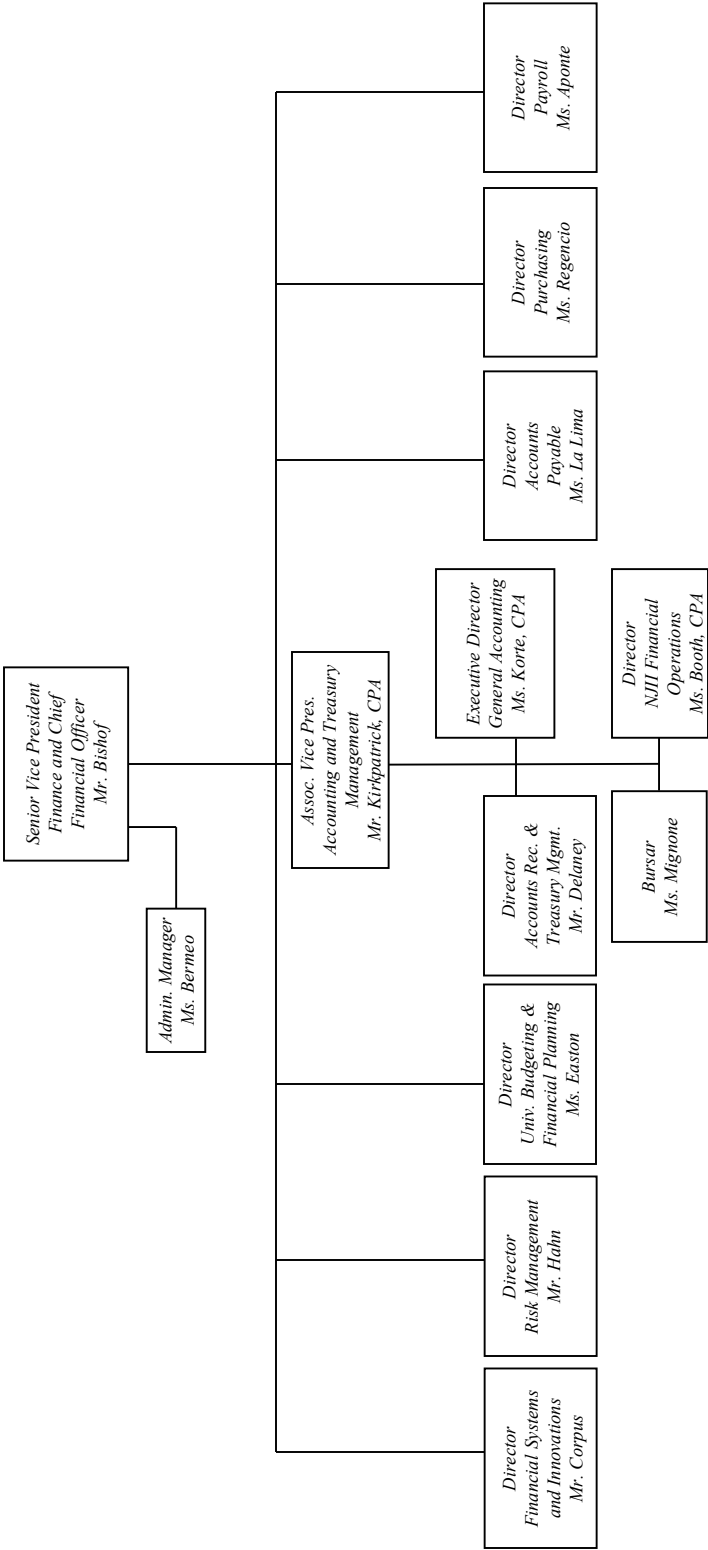 Senior Vice President
Finance and Chief
Financial Officer
Mr. Bishof
Admin. Manager
Ms. Bermeo
Assoc. Vice Pres.
Accounting and Treasury
Management
Mr. Kirkpatrick, CPA
Director
Financial Systems
and Innovations
Mr. Corpus
Director
Risk Management
Mr. Hahn
Director
Univ. Budgeting &
Financial Planning
Ms. Easton
Director
Accounts Rec. &
Treasury Mgmt.
Mr. Delaney
Executive Director
General Accounting
Ms. Korte, CPA
Bursar
Ms. Mignone
Director
NJII Financial
Operations
Ms. Booth, CPA
Director
Accounts
Payable
Ms. La Lima
Director
Purchasing
Ms. Regencio
Director
Payroll
Ms. Aponte